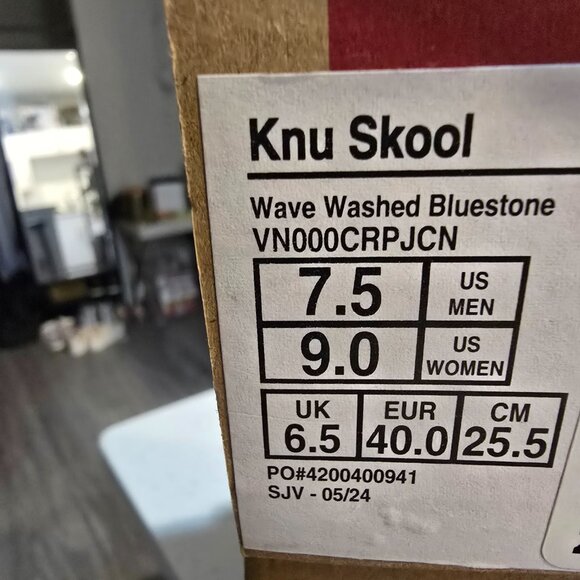 Knu Skool
Wave Washed Bluestone
VN000CRPJCN
7.5 US MEN
9.0 US WOMEN
UK EUR CM
6.5 40.0 25.5
PO#4200400941
SJV - 05/24